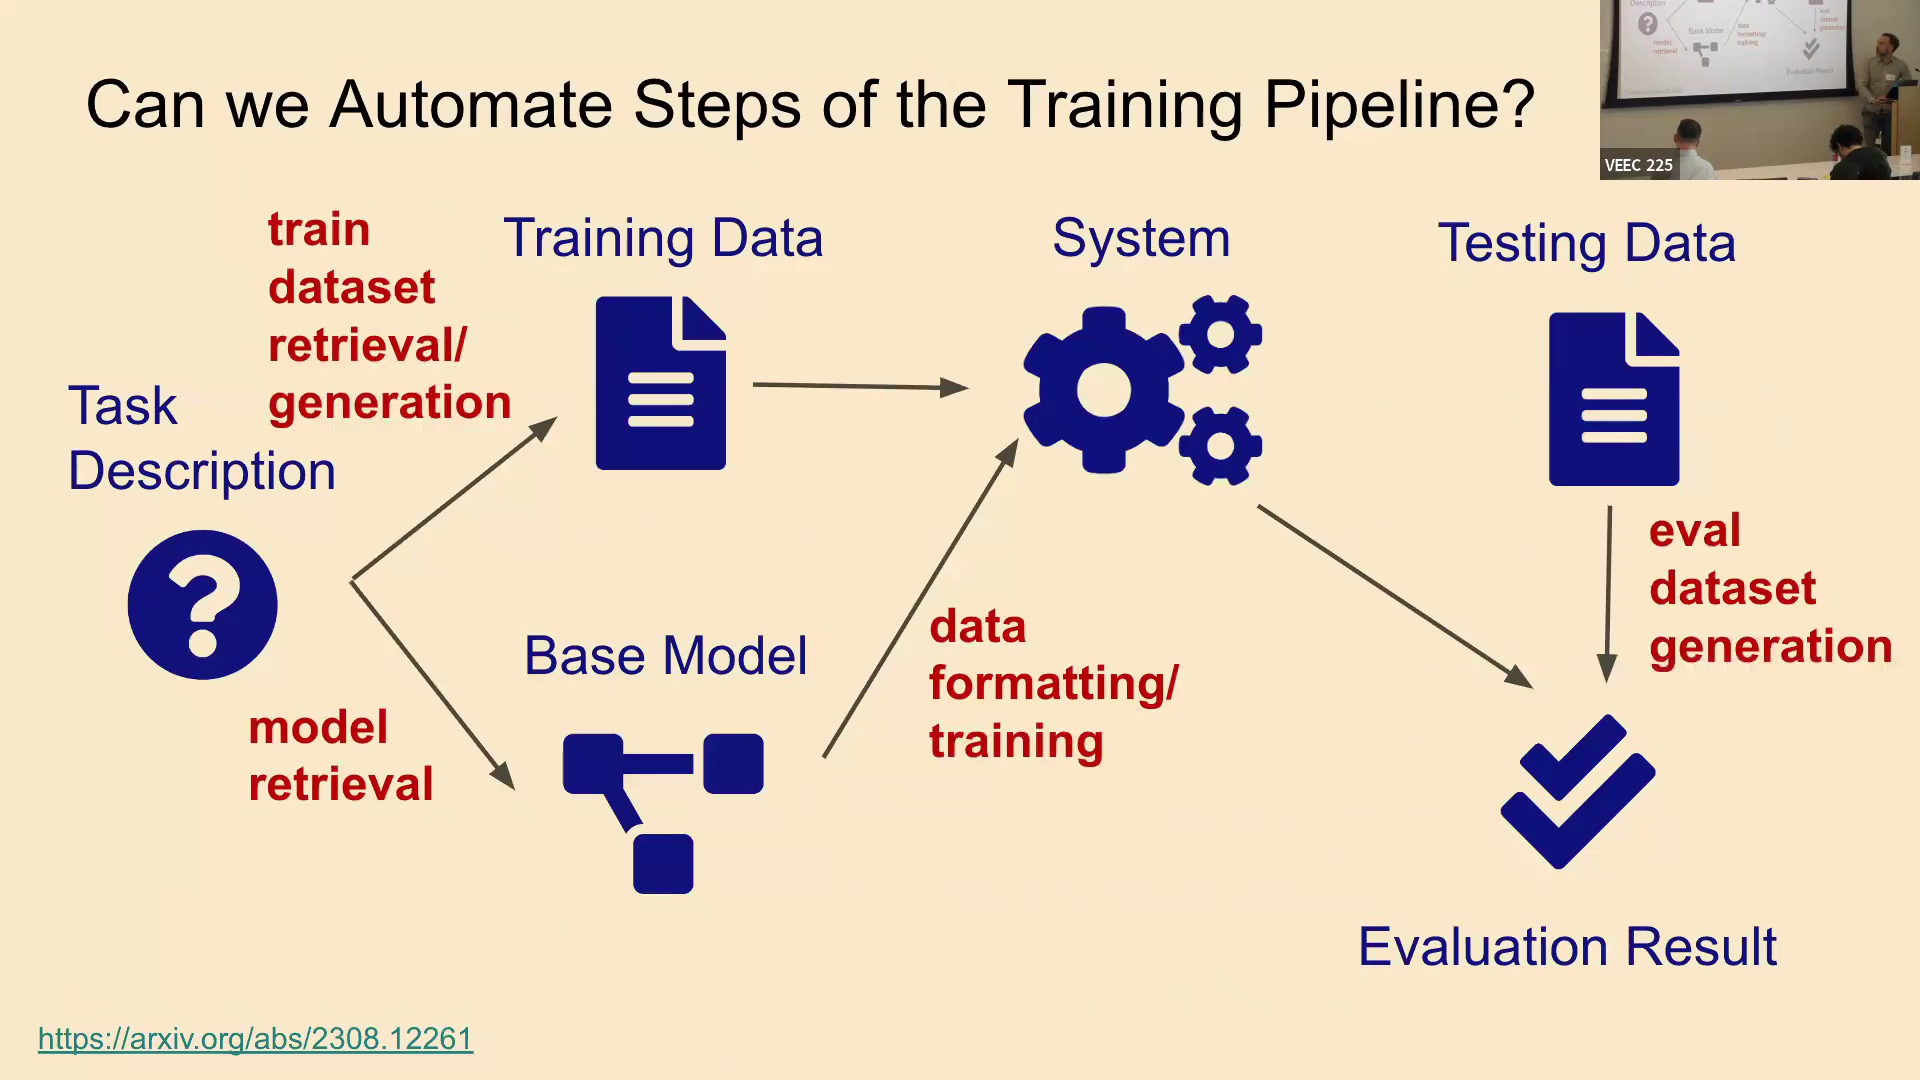 Can we Automate Steps of the Training Pipeline?
VEEC 225
train
dataset
retrieval/
generation
Training Data
System
Testing Data
Task
Description
eval
dataset
generation
Base Model
data
formatting/
training
model
retrieval
Evaluation Result
https://arxiv.org/abs/2308.12261